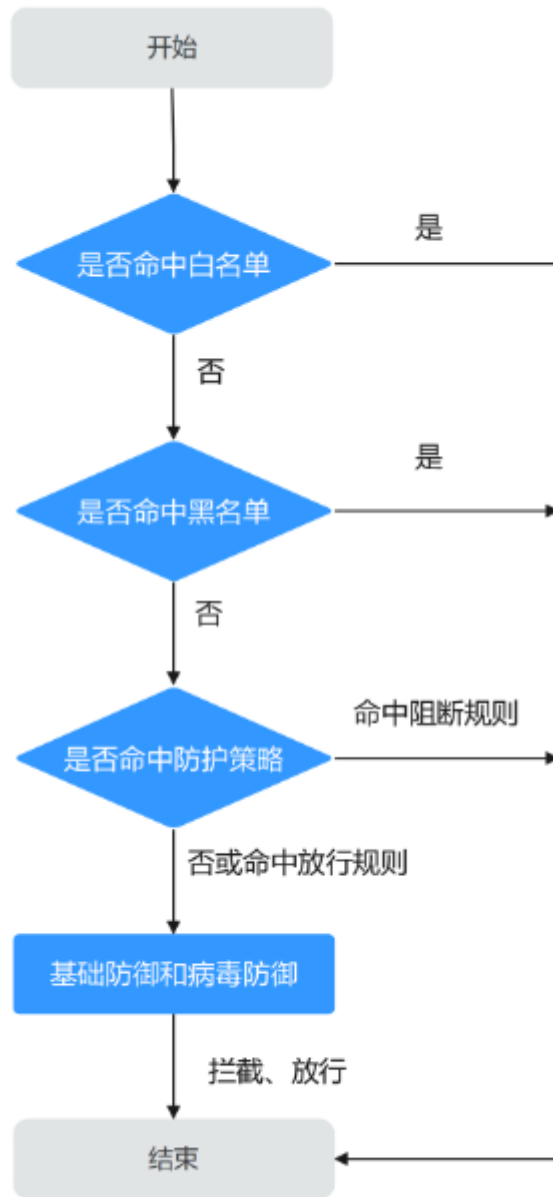 开始
是否命中白名单
是
否
是否命中黑名单
是
否
是否命中防护策略
命中阻断规则
否或命中放行规则
基础防御和病毒防御
拦截、放行
结束